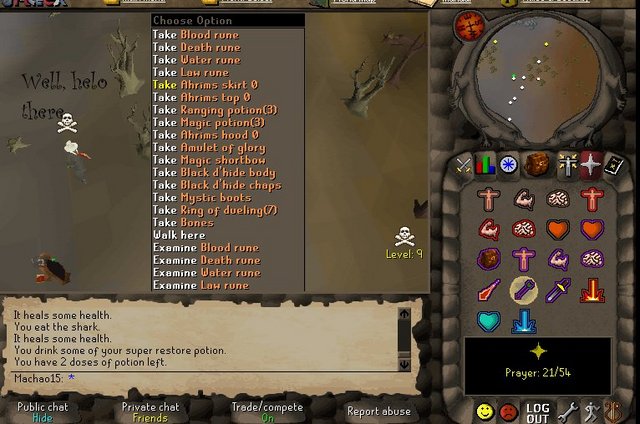 Well, helo
there
Choose Option
Take Blood rune
Take Death rune
Take Water rune
Take Law rune
Take Ahrims skirt 0
Take Ahrims top 0
Take Ranging potion(3)
Take Magic potion(3)
Take Ahrims hood 0
Take Amulet of glory
Take Magic shortbow
Take Black d'hide body
Take Black d'hide chaps
Take Mystic boots
Take Ring of dueling(7)
Take Bones
Walk here
Examine Blood rune
Examine Death rune
Examine Water rune
Examine Law rune
Level: 9
It heals some health.
You eat the shark.
It heals some health.
You drink some of your super restore potion.
You have 2 doses of potion left.
Machao15: *
Prayer: 21/54
Public chat
Hide
Private chat
Friends
Trade/compete
On
Report abuse
LOG
OUT